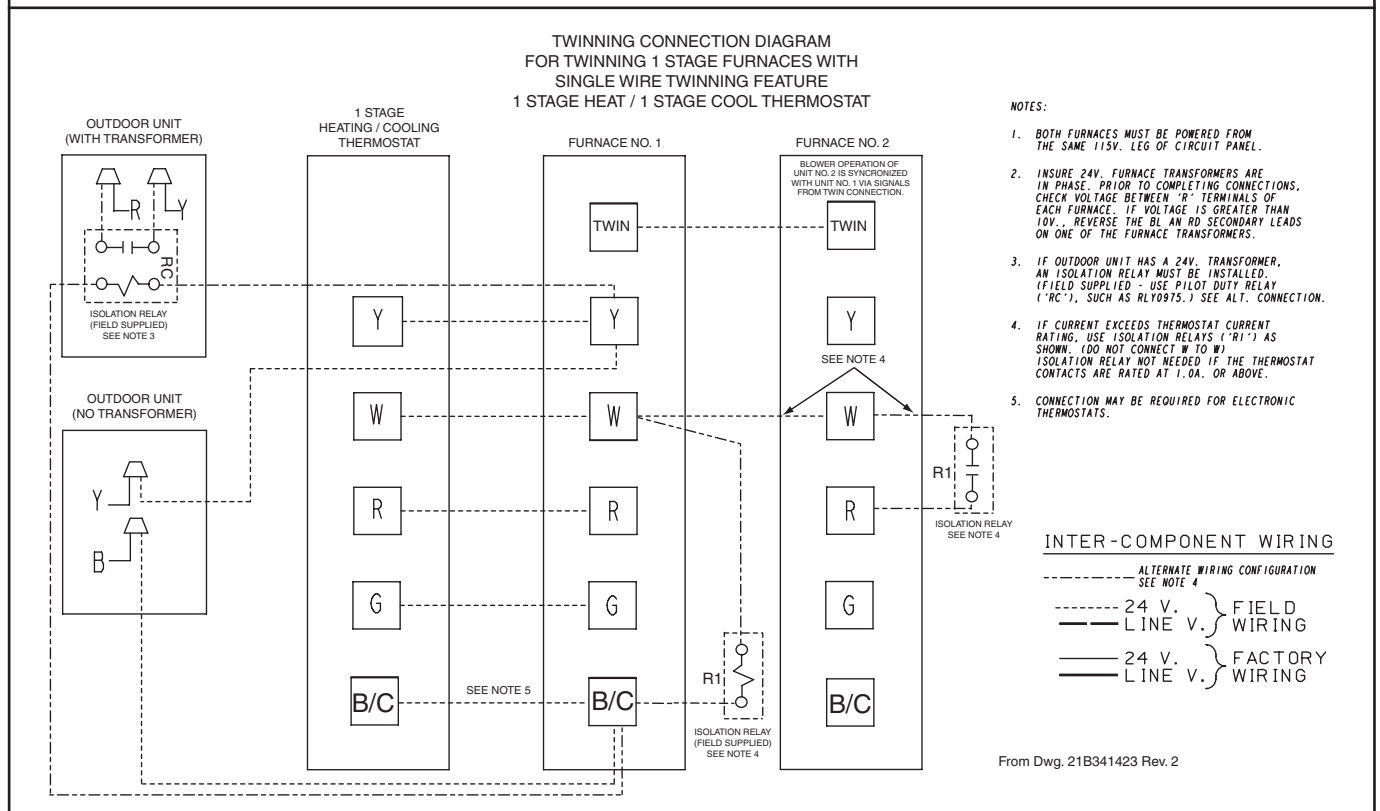 TWINNING CONNECTION DIAGRAM
FOR TWINNING 1 STAGE FURNACES WITH
SINGLE WIRE TWINNING FEATURE
1 STAGE HEAT / 1 STAGE COOL THERMOSTAT
OUTDOOR UNIT
(WITH TRANSFORMER)
R
Y
RC
ISOLATION RELAY
(FIELD SUPPLIED)
SEE NOTE 3
OUTDOOR UNIT
(NO TRANSFORMER)
Y
B
1 STAGE
HEATING / COOLING
THERMOSTAT
Y
W
R
G
B/C
SEE NOTE 5
FURNACE NO. 1
TWIN
Y
W
R
G
B/C
R1
ISOLATION RELAY
(FIELD SUPPLIED)
SEE NOTE 4
FURNACE NO. 2
BLOWER OPERATION OF
UNIT NO. 2 IS SYNCRONIZED
WITH UNIT NO. 1 VIA SIGNALS
FROM TWIN CONNECTION.
TWIN
Y
SEE NOTE 4
W
R
G
B/C
R1
ISOLATION RELAY
SEE NOTE 4
NOTES:
1. BOTH FURNACES MUST BE POWERED FROM
THE SAME 115V. LEG OF CIRCUIT PANEL.
2. INSURE 24V. FURNACE TRANSFORMERS ARE
IN PHASE. PRIOR TO COMPLETING CONNECTIONS,
CHECK VOLTAGE BETWEEN 'R' TERMINALS OF
EACH FURNACE. IF VOLTAGE IS GREATER THAN
10V., REVERSE THE BL AN RD SECONDARY LEADS
ON ONE OF THE FURNACE TRANSFORMERS.
3. IF OUTDOOR UNIT HAS A 24V. TRANSFORMER,
AN ISOLATION RELAY MUST BE INSTALLED.
(FIELD SUPPLIED - USE PILOT DUTY RELAY
('RC'), SUCH AS RLY0975.) SEE ALT. CONNECTION.
4. IF CURRENT EXCEEDS THERMOSTAT CURRENT
RATING, USE ISOLATION RELAYS ('R1') AS
SHOWN. (DO NOT CONNECT W TO W)
ISOLATION RELAY NOT NEEDED IF THE THERMOSTAT
CONTACTS ARE RATED AT 1.0A. OR ABOVE.
5. CONNECTION MAY BE REQUIRED FOR ELECTRONIC
THERMOSTATS.
INTER-COMPONENT WIRING
ALTERNATE WIRING CONFIGURATION
SEE NOTE 4
24 V.
LINE V.
FIELD
WIRING
24 V.
LINE V.
FACTORY
WIRING
From Dwg. 21B341423 Rev. 2